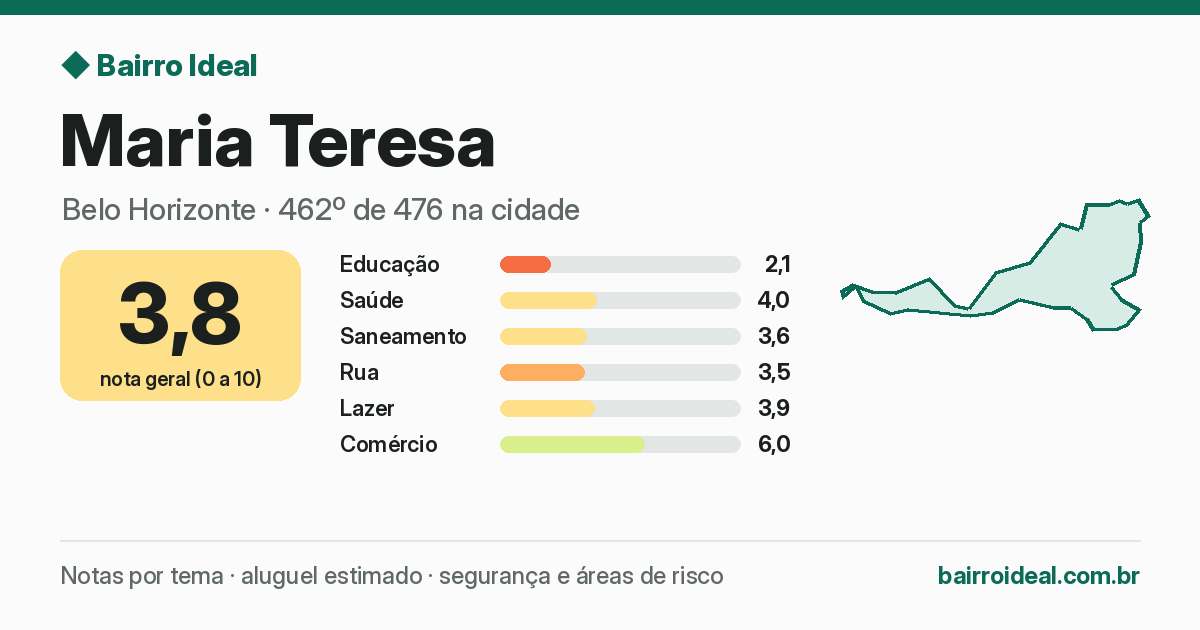 Bairro Ideal
Maria Teresa
Belo Horizonte · 462º de 476 na cidade
3,8
nota geral (0 a 10)
Educação 2,1
Saúde 4,0
Saneamento 3,6
Rua 3,5
Lazer 3,9
Comércio 6,0
Notas por tema · aluguel estimado · segurança e áreas de risco
bairroideal.com.br